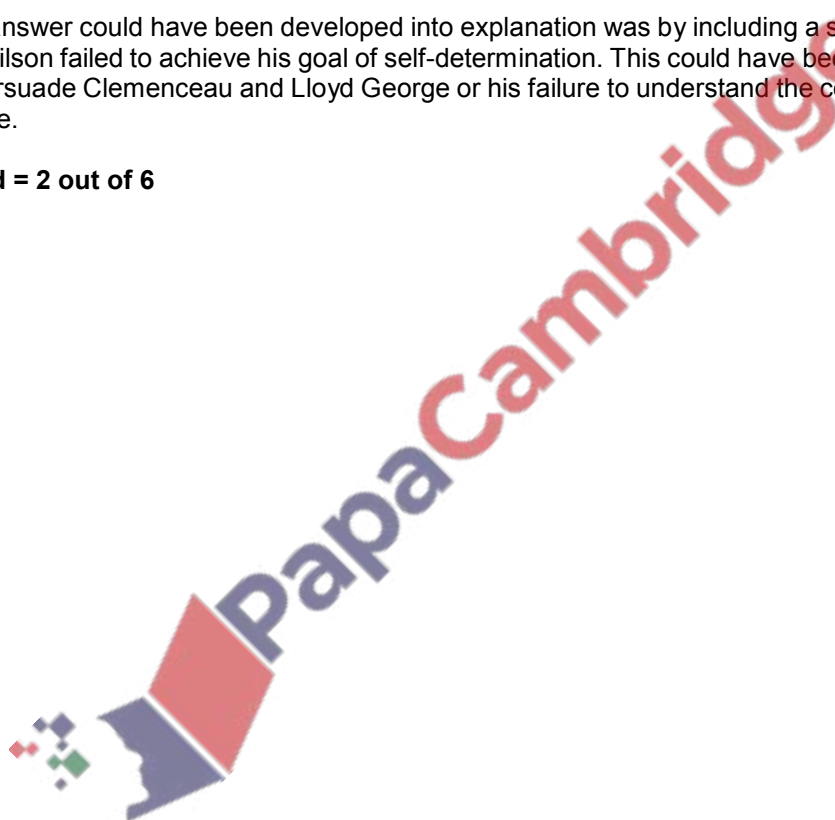 nswer could have been developed into explanation was by including a s
ilson failed to achieve his goal of self-determination. This could have bee
rsuade Clemenceau and Lloyd George or his failure to understand the c
e.
d = 2 out of 6
PapaCambridge